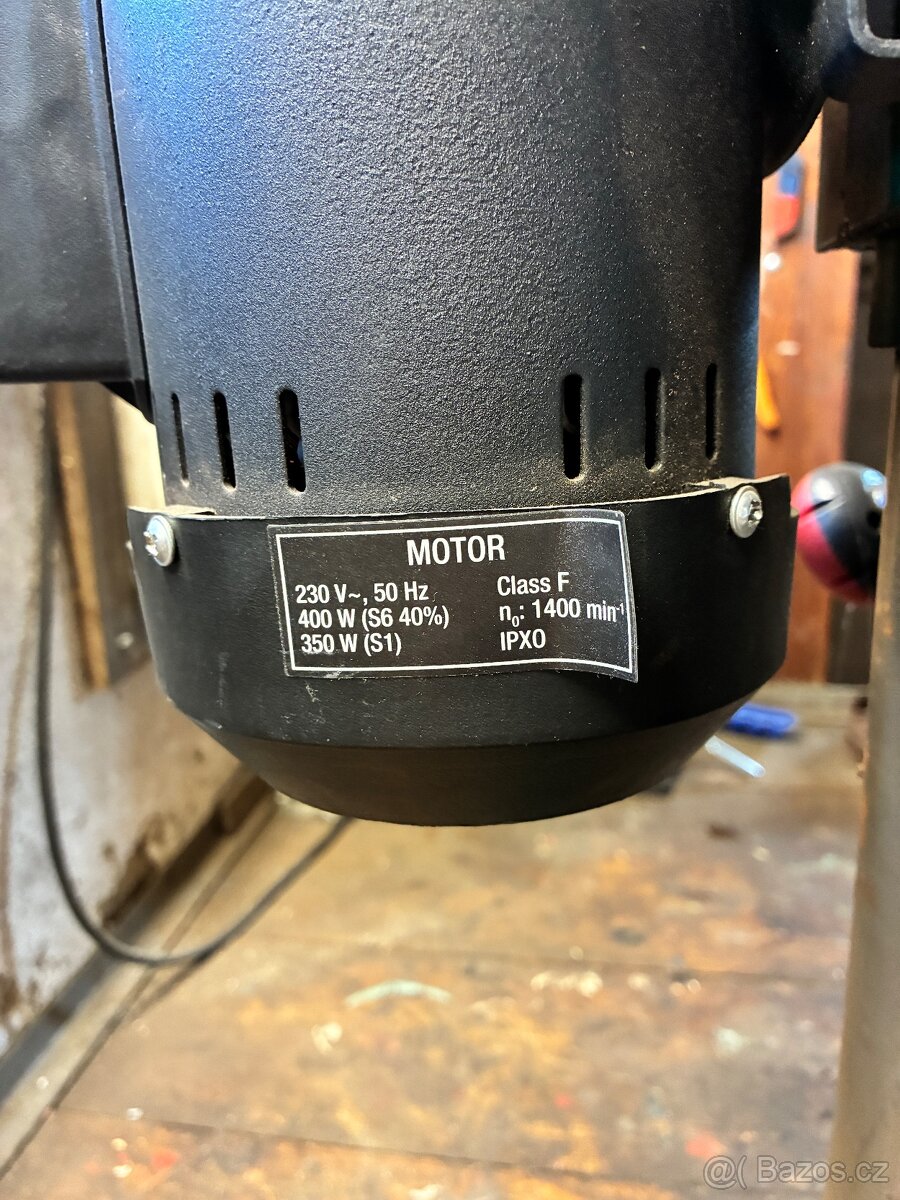 MOTOR
230 V~, 50 Hz
400 W (S6 40%)
350 W (S1)
Class F
n₀: 1400 min⁻¹
IPXO
@( Bazos.cz